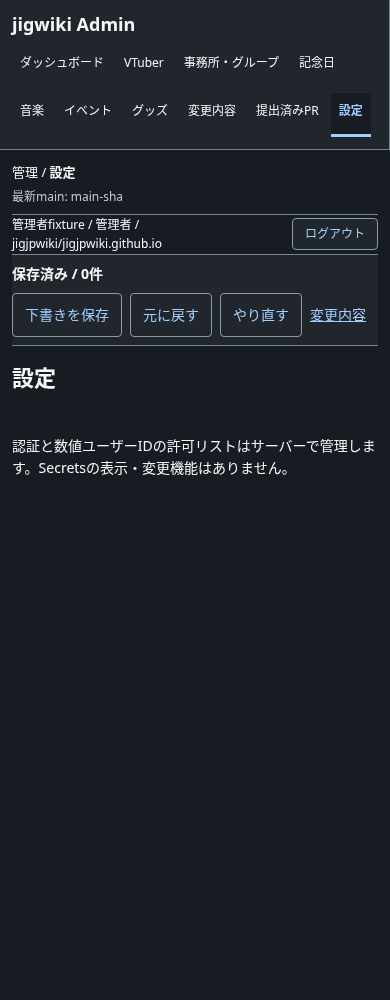 jigwiki Admin
ダッシュボード VTuber 事務所・グループ 記念日
音楽 イベント グッズ 変更内容 提出済みPR 設定
管理 / 設定
最新main: main-sha
管理者fixture / 管理者 /
jigjpwiki/jigjpwiki.github.io
ログアウト
保存済み / 0件
下書きを保存 元に戻す やり直す 変更内容
設定
認証と数値ユーザーIDの許可リストはサーバーで管理しま
す。Secretsの表示・変更機能はありません。